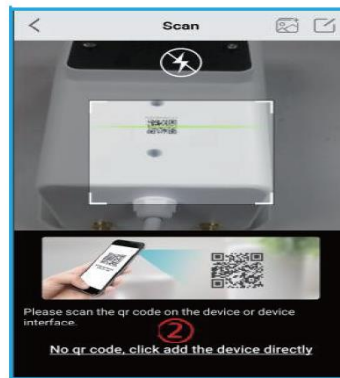 Scan
Please scan the qr code on the device or device
interface.
2
No qr code, click add the device directly